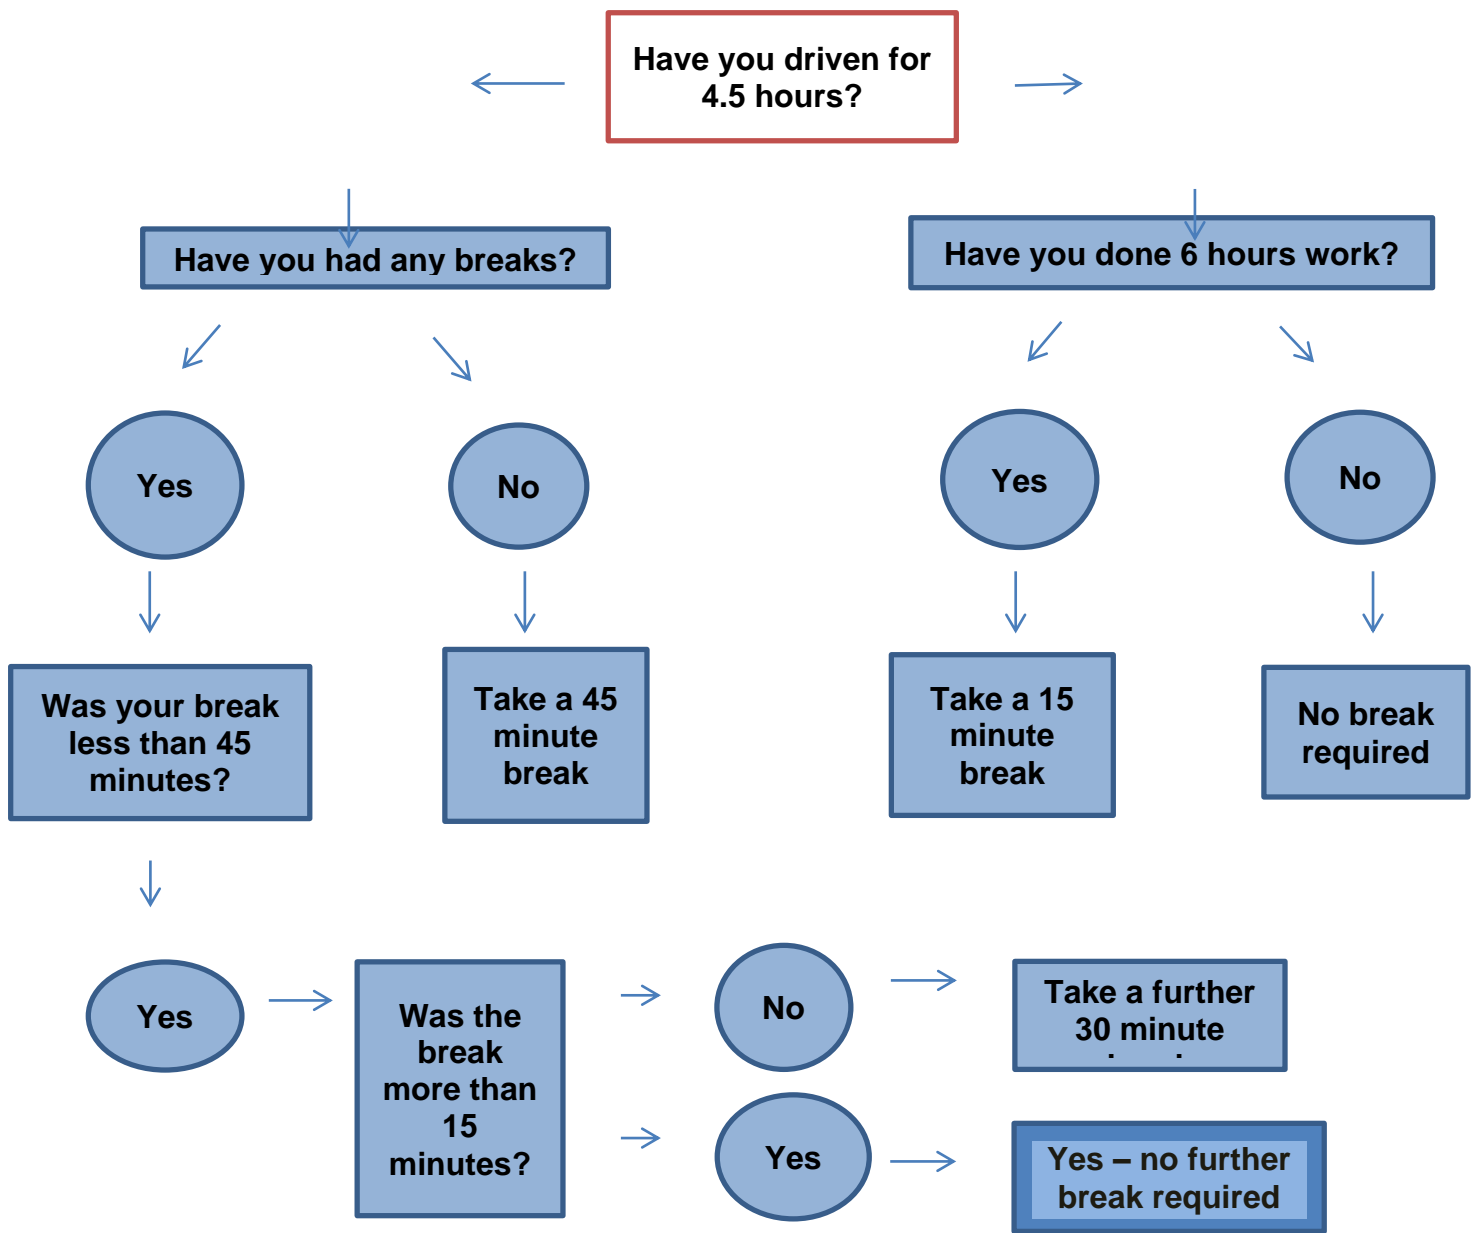 Have you driven for
4.5 hours?
Have you had any breaks?
Have you done 6 hours work?
Yes
No
Yes
No
Was your break
less than 45
minutes?
Take a 45
minute
break
Take a 15
minute
break
No break
required
Yes
Was the
break
more than
15
minutes?
No
Take a further
30 minute
Yes
Yes – no further
break required